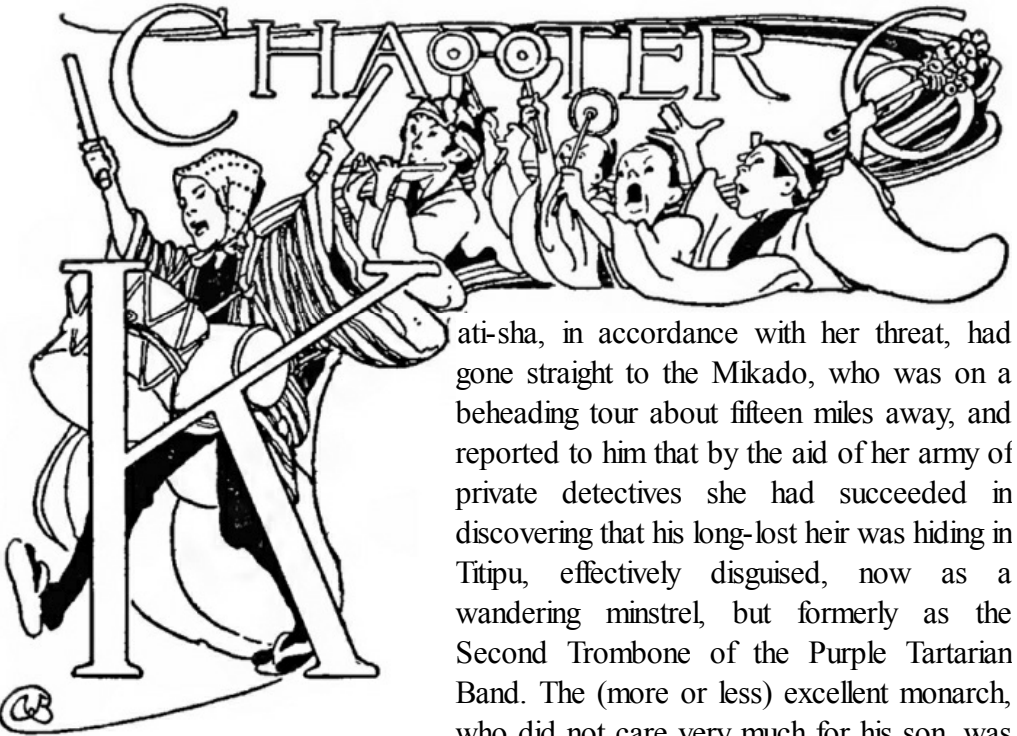 CHAPTER 6
Kati-sha, in accordance with her threat, had
gone straight to the Mikado, who was on a
beheading tour about fifteen miles away, and
reported to him that by the aid of her army of
private detectives she had succeeded in
discovering that his long-lost heir was hiding in
Titipu, effectively disguised, now as a
wandering minstrel, but formerly as the
Second Trombone of the Purple Tartarian
Band. The (more or less) excellent monarch,
who did not care very much for his son, was